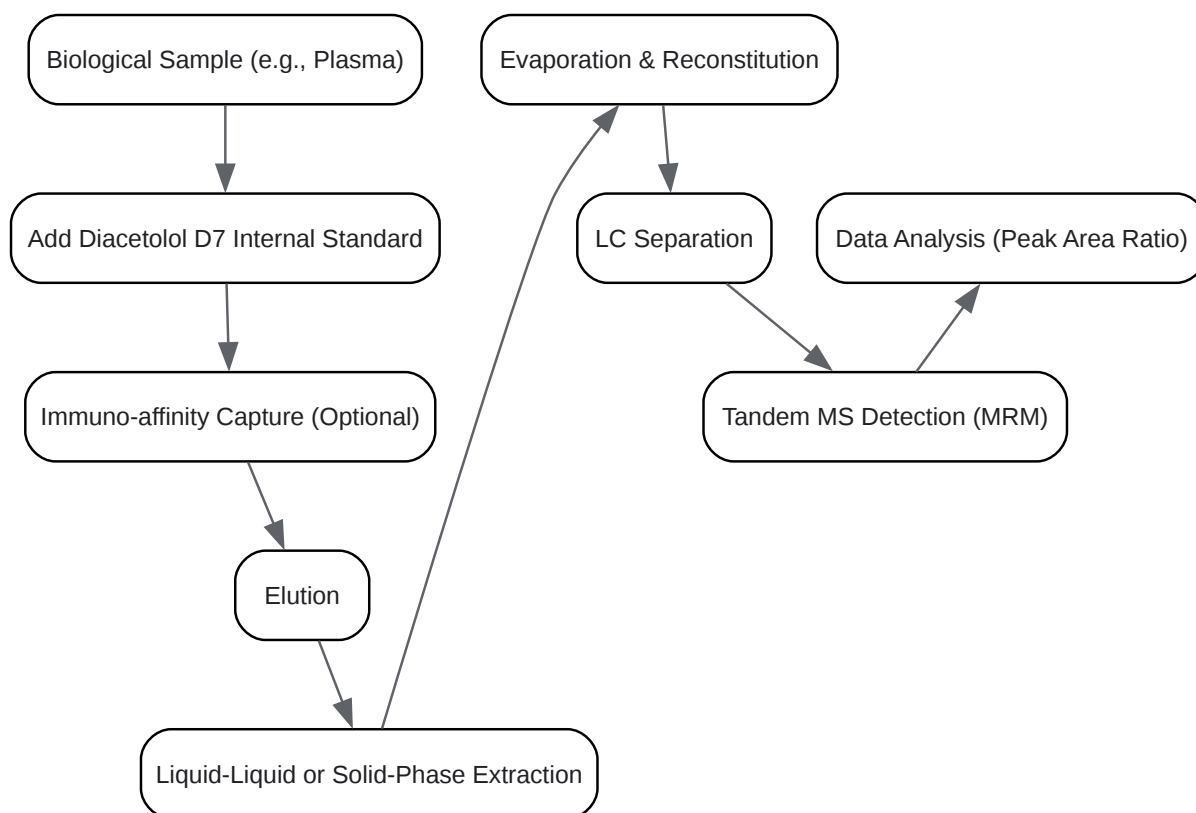 Biological Sample (e.g., Plasma)
Add Diacetolol D7 Internal Standard
Immuno-affinity Capture (Optional)
Elution
Liquid-Liquid or Solid-Phase Extraction
Evaporation & Reconstitution
LC Separation
Tandem MS Detection (MRM)
Data Analysis (Peak Area Ratio)